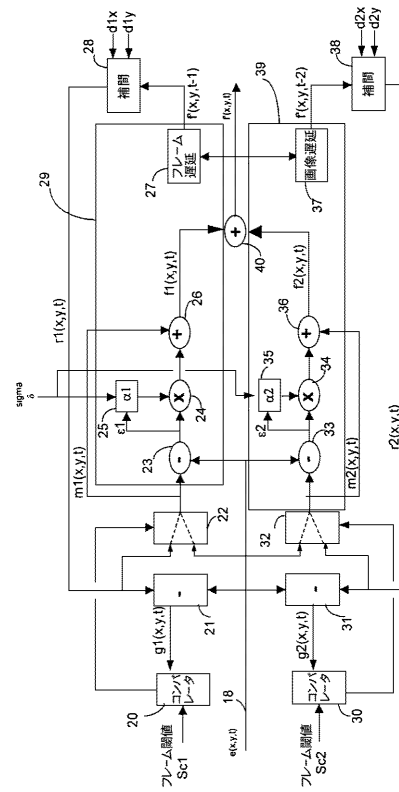 d1x
d1y
28
補間
f'(x,y,t-1)
29
r1(x,y,t)
27
フレーム
遅延
f1(x,y,t)
26
+
sigma
δ
25
α1
ε1
24
X
23
-
m1(x,y,t)
22
21
-
g1(x,y,t)
20
コンパ
レータ
フレーム閾値
Sc1
18
e(x,y,t)
f'(x,y,t)
40
+
d2x
d2y
38
補間
39
f'(x,y,t-2)
37
画像遅延
f2(x,y,t)
36
+
35
α2
ε2
34
X
33
-
m2(x,y,t)
32
31
-
g2(x,y,t)
30
コンパ
レータ
フレーム閾値
Sc2
r2(x,y,t)